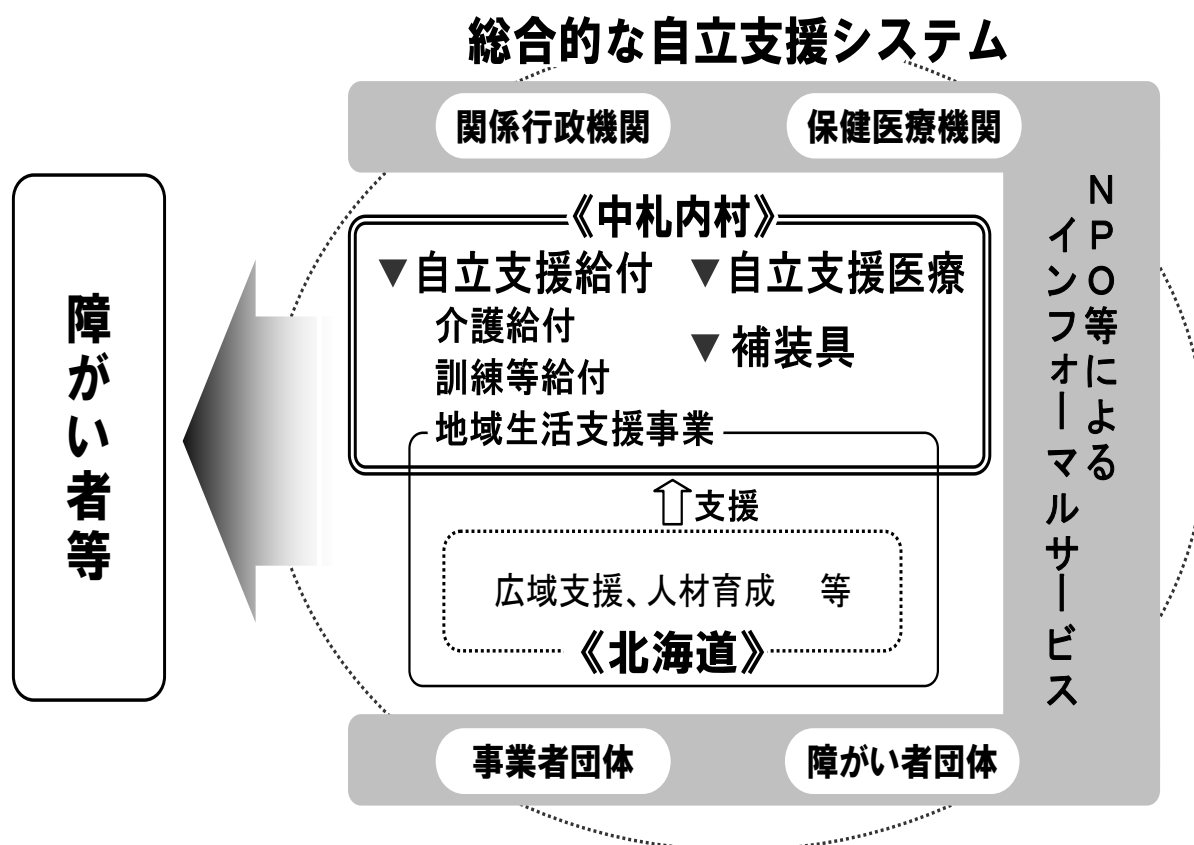 総合的な自立支援システム
関係行政機関
保健医療機関
障がい者等
《中札内村》
▼自立支援給付
介護給付
訓練等給付
地域生活支援事業
▼自立支援医療
▼補装具
支援
広域支援、人材育成　等
《北海道》
NPO等による
インフォーマルサービス
事業者団体
障がい者団体